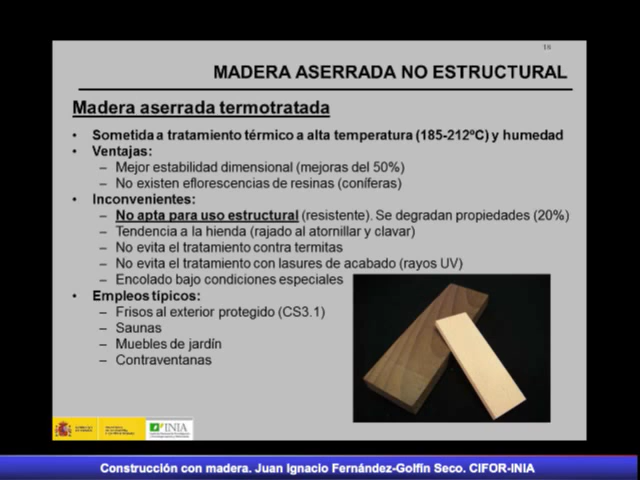 MADERA ASERRADA NO ESTRUCTURAL
Madera aserrada termotratada
• Sometida a tratamiento térmico a alta temperatura (185-212ºC) y humedad
• Ventajas:
– Mejor estabilidad dimensional (mejoras del 50%)
– No existen eflorescencias de resinas (coníferas)
• Inconvenientes:
– No apta para uso estructural (resistente). Se degradan propiedades (20%)
– Tendencia a la hienda (rajado al atornillar y clavar)
– No evita el tratamiento contra termitas
– No evita el tratamiento con lasures de acabado (rayos UV)
– Encolado bajo condiciones especiales
• Empleos típicos:
– Frisos al exterior protegido (CS3.1)
– Saunas
– Muebles de jardín
– Contraventanas
INIA
Construcción con madera. Juan Ignacio Fernández-Golfín Seco. CIFOR-INIA